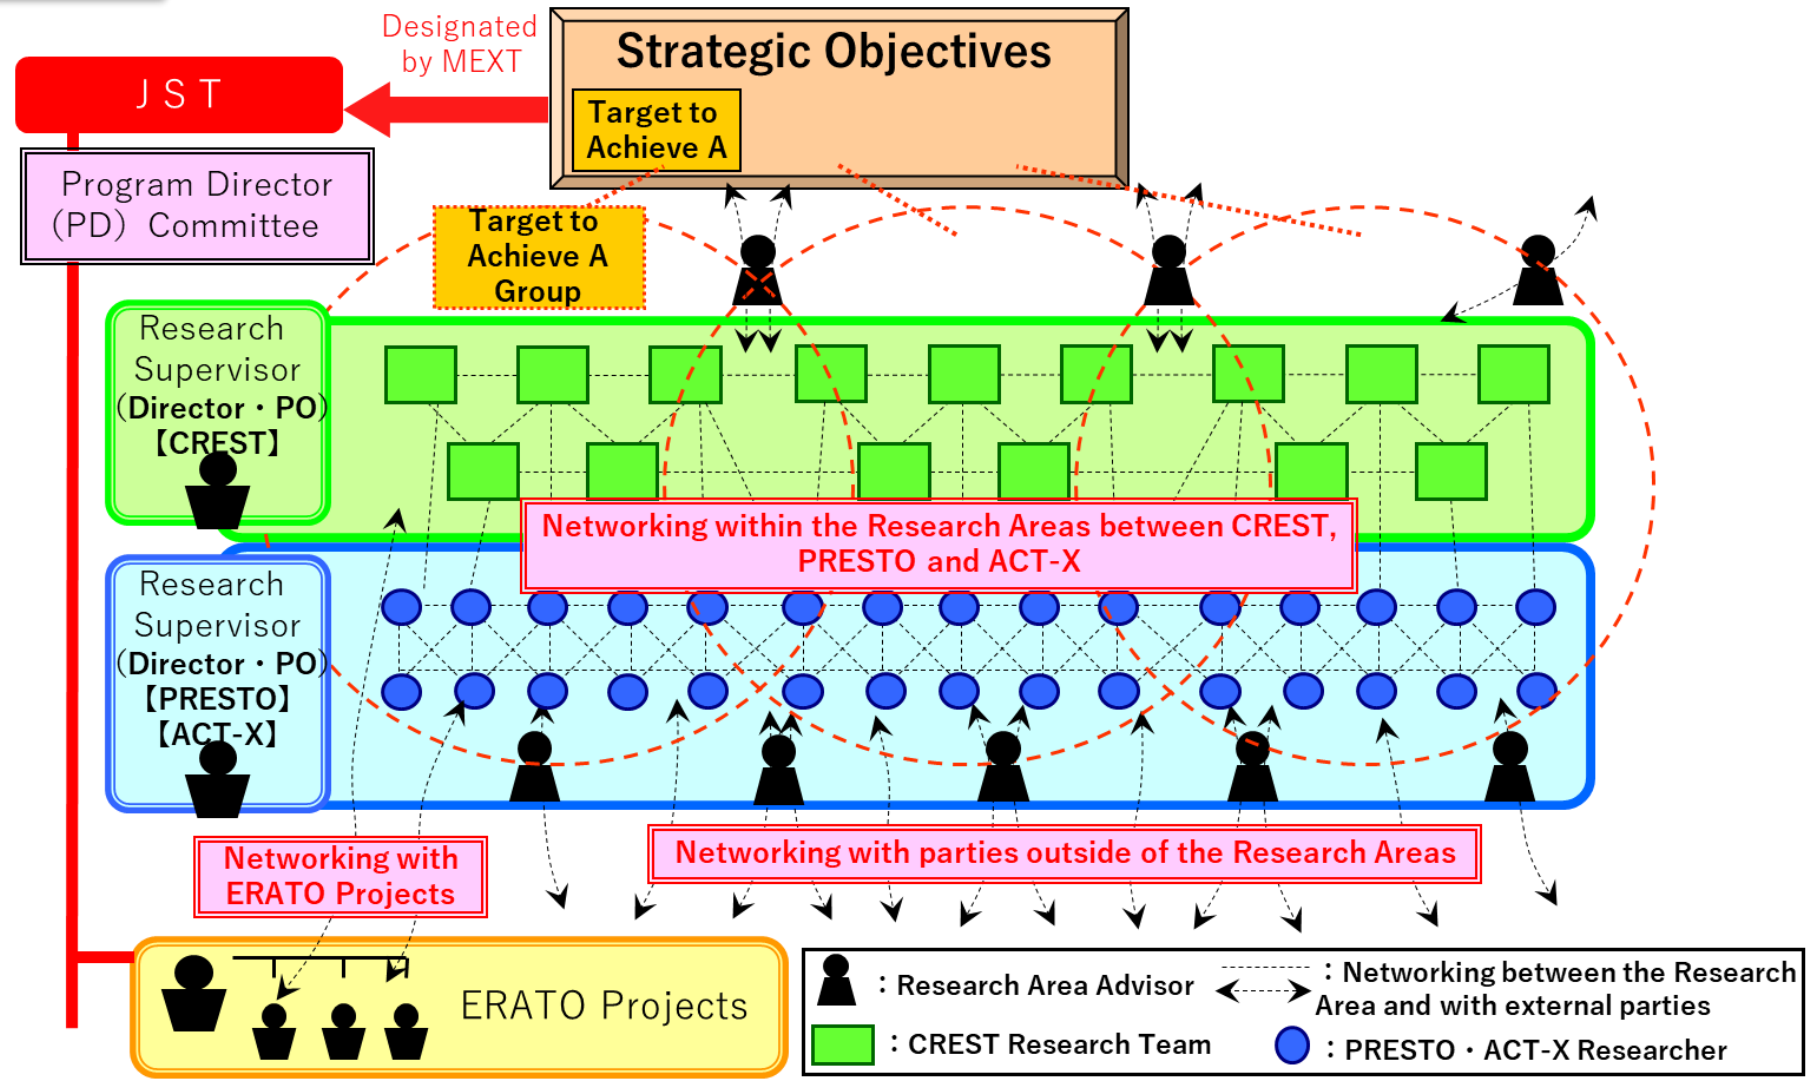 Designated
by MEXT
Strategic Objectives
JST
Target to
Achieve A
Program Director
(PD) Committee
Target to
Achieve A
Group
Research
Supervisor
(Director・PO)
【CREST】
Networking within the Research Areas between CREST,
PRESTO and ACT-X
Research
Supervisor
(Director・PO)
【PRESTO】
【ACT-X】
Networking with
ERATO Projects
Networking with parties outside of the Research Areas
ERATO Projects
：Research Area Advisor
：Networking between the Research
Area and with external parties
：CREST Research Team
：PRESTO・ACT-X Researcher